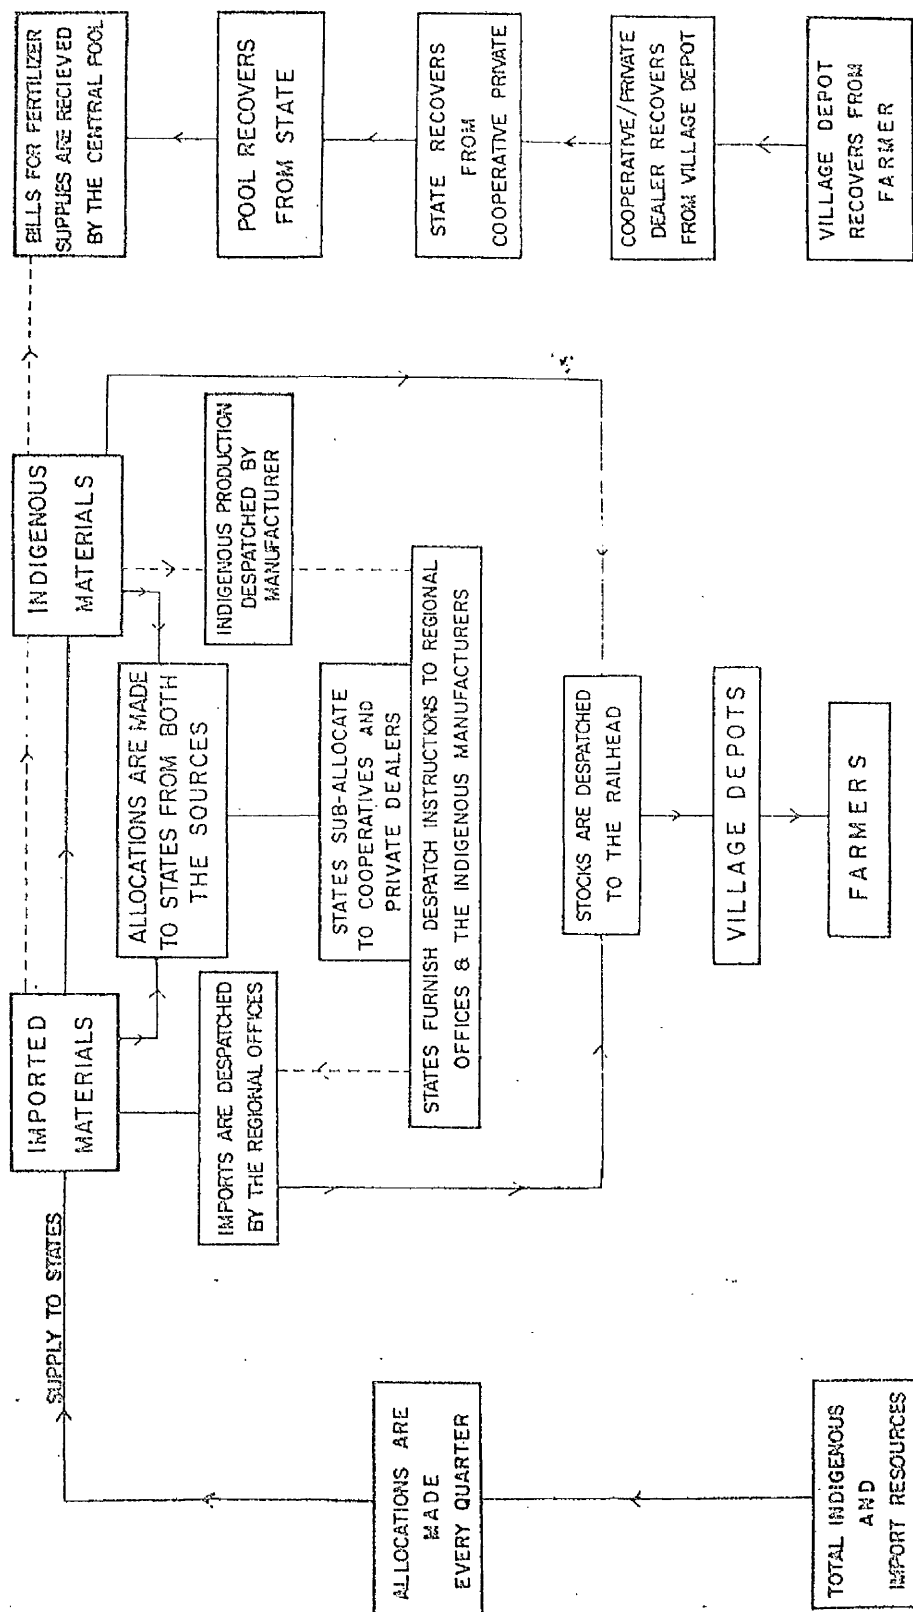 TOTAL INDIGENOUS
AND
IMPORT RESOURCES
ALLOCATIONS ARE
MADE
EVERY QUARTER
SUPPLY TO STATES
IMPORTED
MATERIALS
INDIGENOUS
MATERIALS
ALLOCATIONS ARE MADE
TO STATES FROM BOTH
THE SOURCES
IMPORTS ARE DESPATCHED
BY THE REGIONAL OFFICES
INDIGENOUS PRODUCTION
DESPATCHED BY
MANUFACTURER
STATES SUB-ALLOCATE
TO COOPERATIVES AND
PRIVATE DEALERS
STATES FURNISH DESPATCH INSTRUCTIONS TO REGIONAL
OFFICES & THE INDIGENOUS MANUFACTURERS
STOCKS ARE DESPATCHED
TO THE RAILHEAD
VILLAGE DEPOTS
FARMERS
BILLS FOR FERTILIZER
SUPPLIES ARE RECIEVED
BY THE CENTRAL POOL
POOL RECOVERS
FROM STATE
STATE RECOVERS
FROM
COOPERATIVE PRIVATE
COOPERATIVE/PRIVATE
DEALER RECOVERS
FROM VILLAGE DEPOT
VILLAGE DEPOT
RECOVERS FROM
FARMER